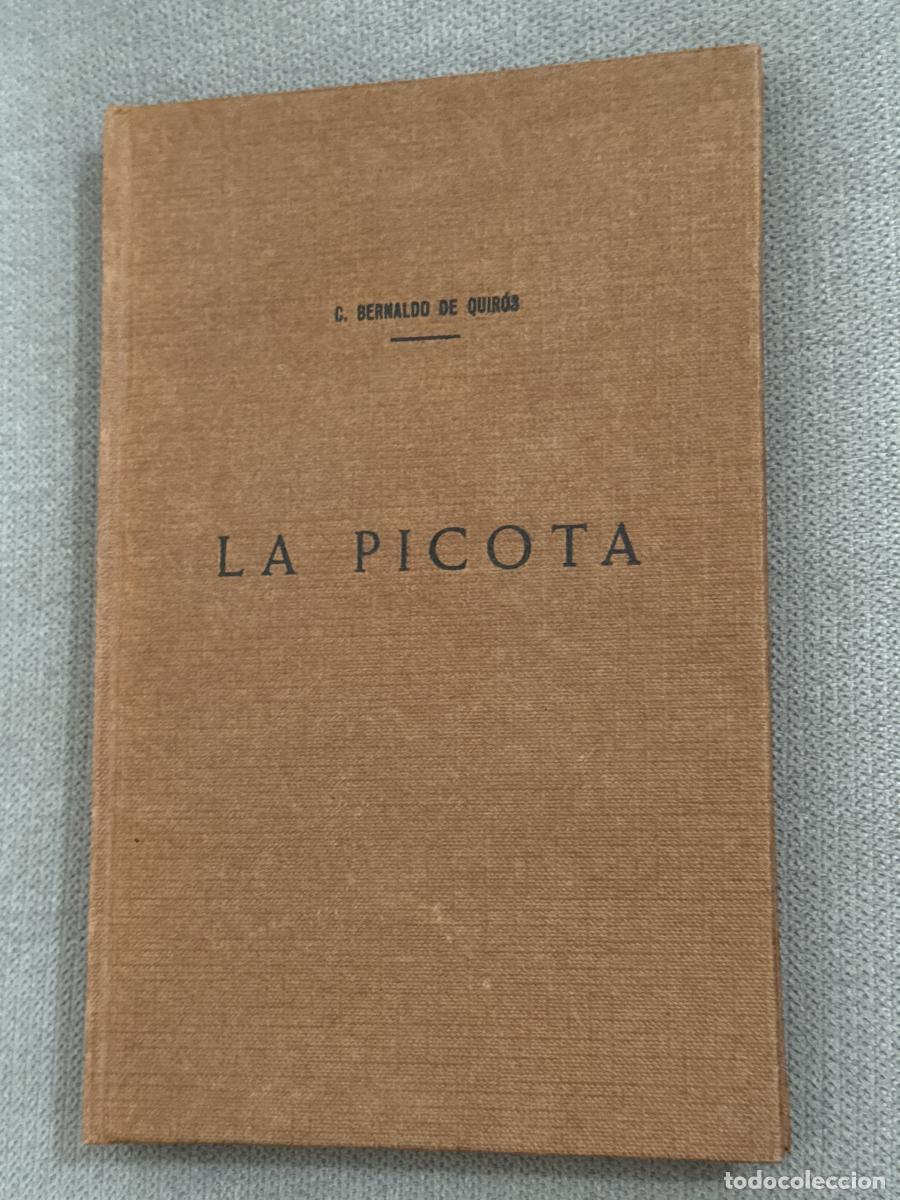 C. BERNALDO DE QUIRÓS
LA PICOTA
todocoleccion